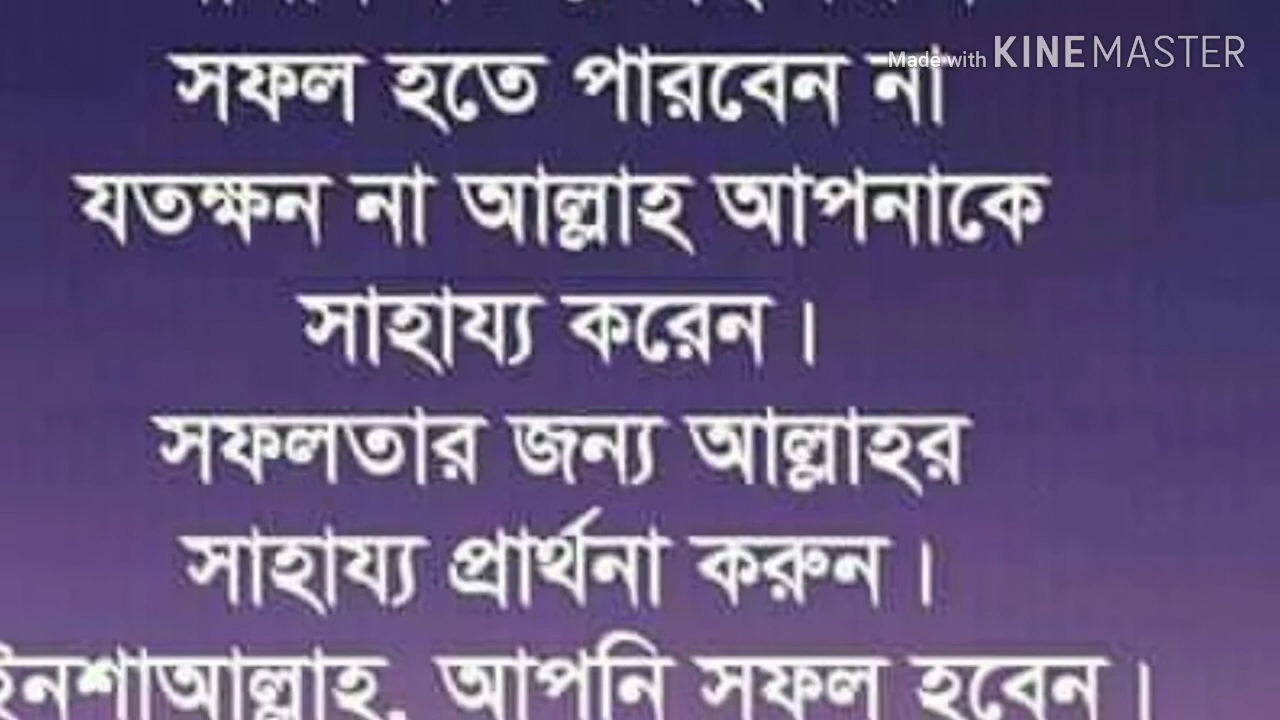 সফল হতে পারবেন না
Made with KINEMASTER
যতক্ষন না আল্লাহ আপনাকে
সাহায্য করেন।
সফলতার জন্য আল্লাহর
সাহায্য প্রার্থনা করুন।
ইনশাআল্লাহ, আপনি সফল হবেন।